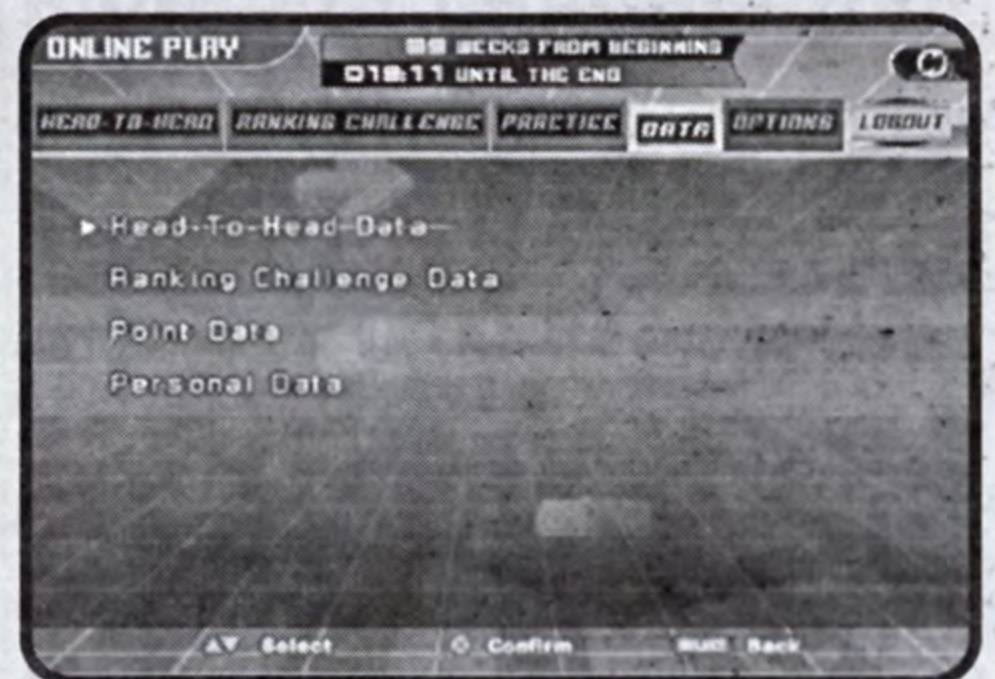 ONLINE PLAY
WEEKS FROM BEGINNING
UNTIL THE END
HEAD-TO-HEAD RANKING CHALLENGE PRACTICE DATA OPTIONS LOGOUT
Head-To-Head Data
Ranking Challenge Data
Point Data
Personal Data
Select Confirm Back